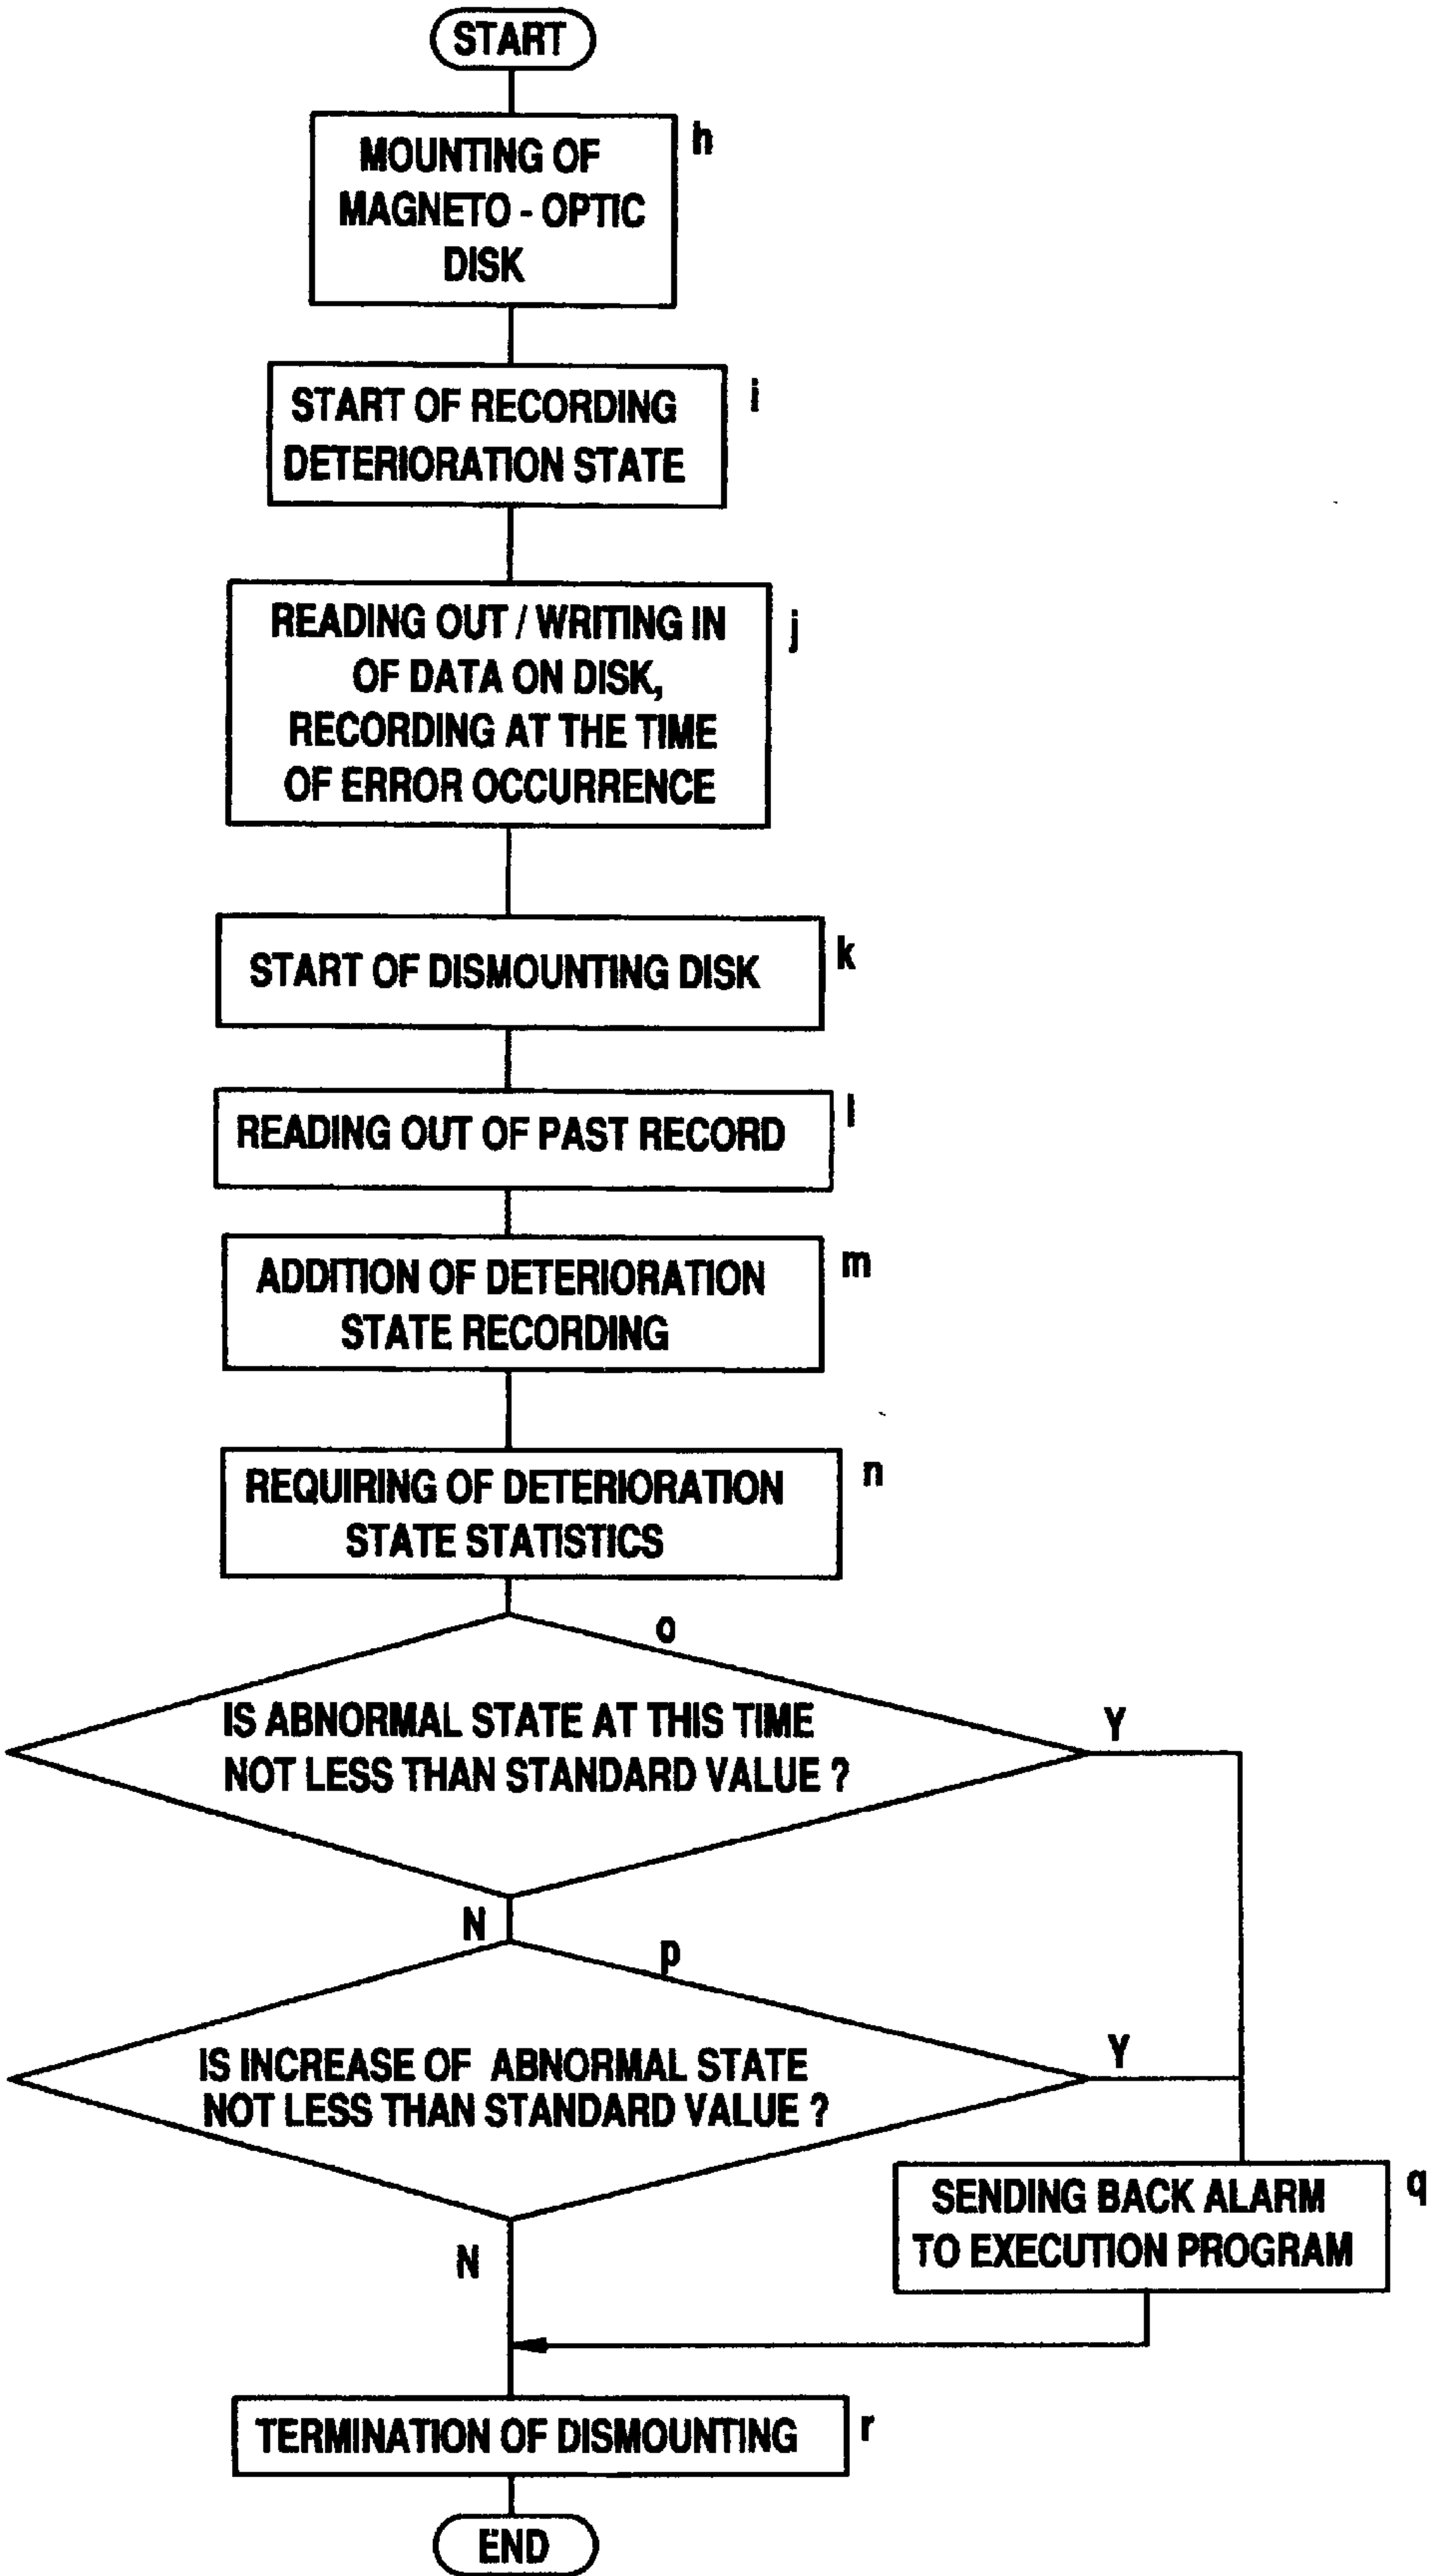 START
h
MOUNTING OF
MAGNETO - OPTIC
DISK
i
START OF RECORDING
DETERIORATION STATE
j
READING OUT / WRITING IN
OF DATA ON DISK,
RECORDING AT THE TIME
OF ERROR OCCURRENCE
k
START OF DISMOUNTING DISK
l
READING OUT OF PAST RECORD
m
ADDITION OF DETERIORATION
STATE RECORDING
n
REQUIRING OF DETERIORATION
STATE STATISTICS
o
IS ABNORMAL STATE AT THIS TIME
NOT LESS THAN STANDARD VALUE ?
Y
N
p
IS INCREASE OF ABNORMAL STATE
NOT LESS THAN STANDARD VALUE ?
Y
N
q
SENDING BACK ALARM
TO EXECUTION PROGRAM
r
TERMINATION OF DISMOUNTING
END